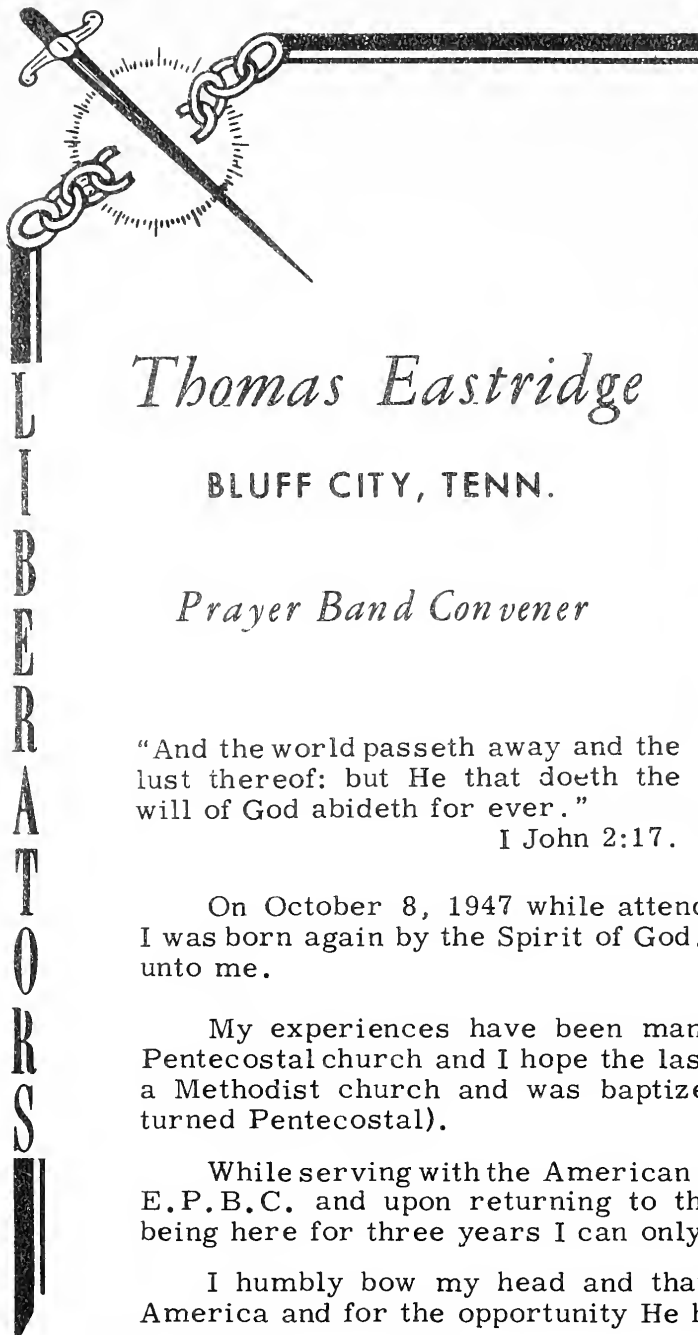 LIBERATORS
Thomas Eastridge
BLUFF CITY, TENN.
Prayer Band Convener
"And the world passeth away and the
lust thereof: but He that doeth the
will of God abideth for ever."
I John 2:17.
On October 8, 1947 while attend
I was born again by the Spirit of God.
unto me.
My experiences have been man
Pentecostal church and I hope the las
a Methodist church and was baptize
turned Pentecostal).
While serving with the American
E.P.B.C. and upon returning to th
being here for three years I can only
I humbly bow my head and tha
America and for the opportunity He h